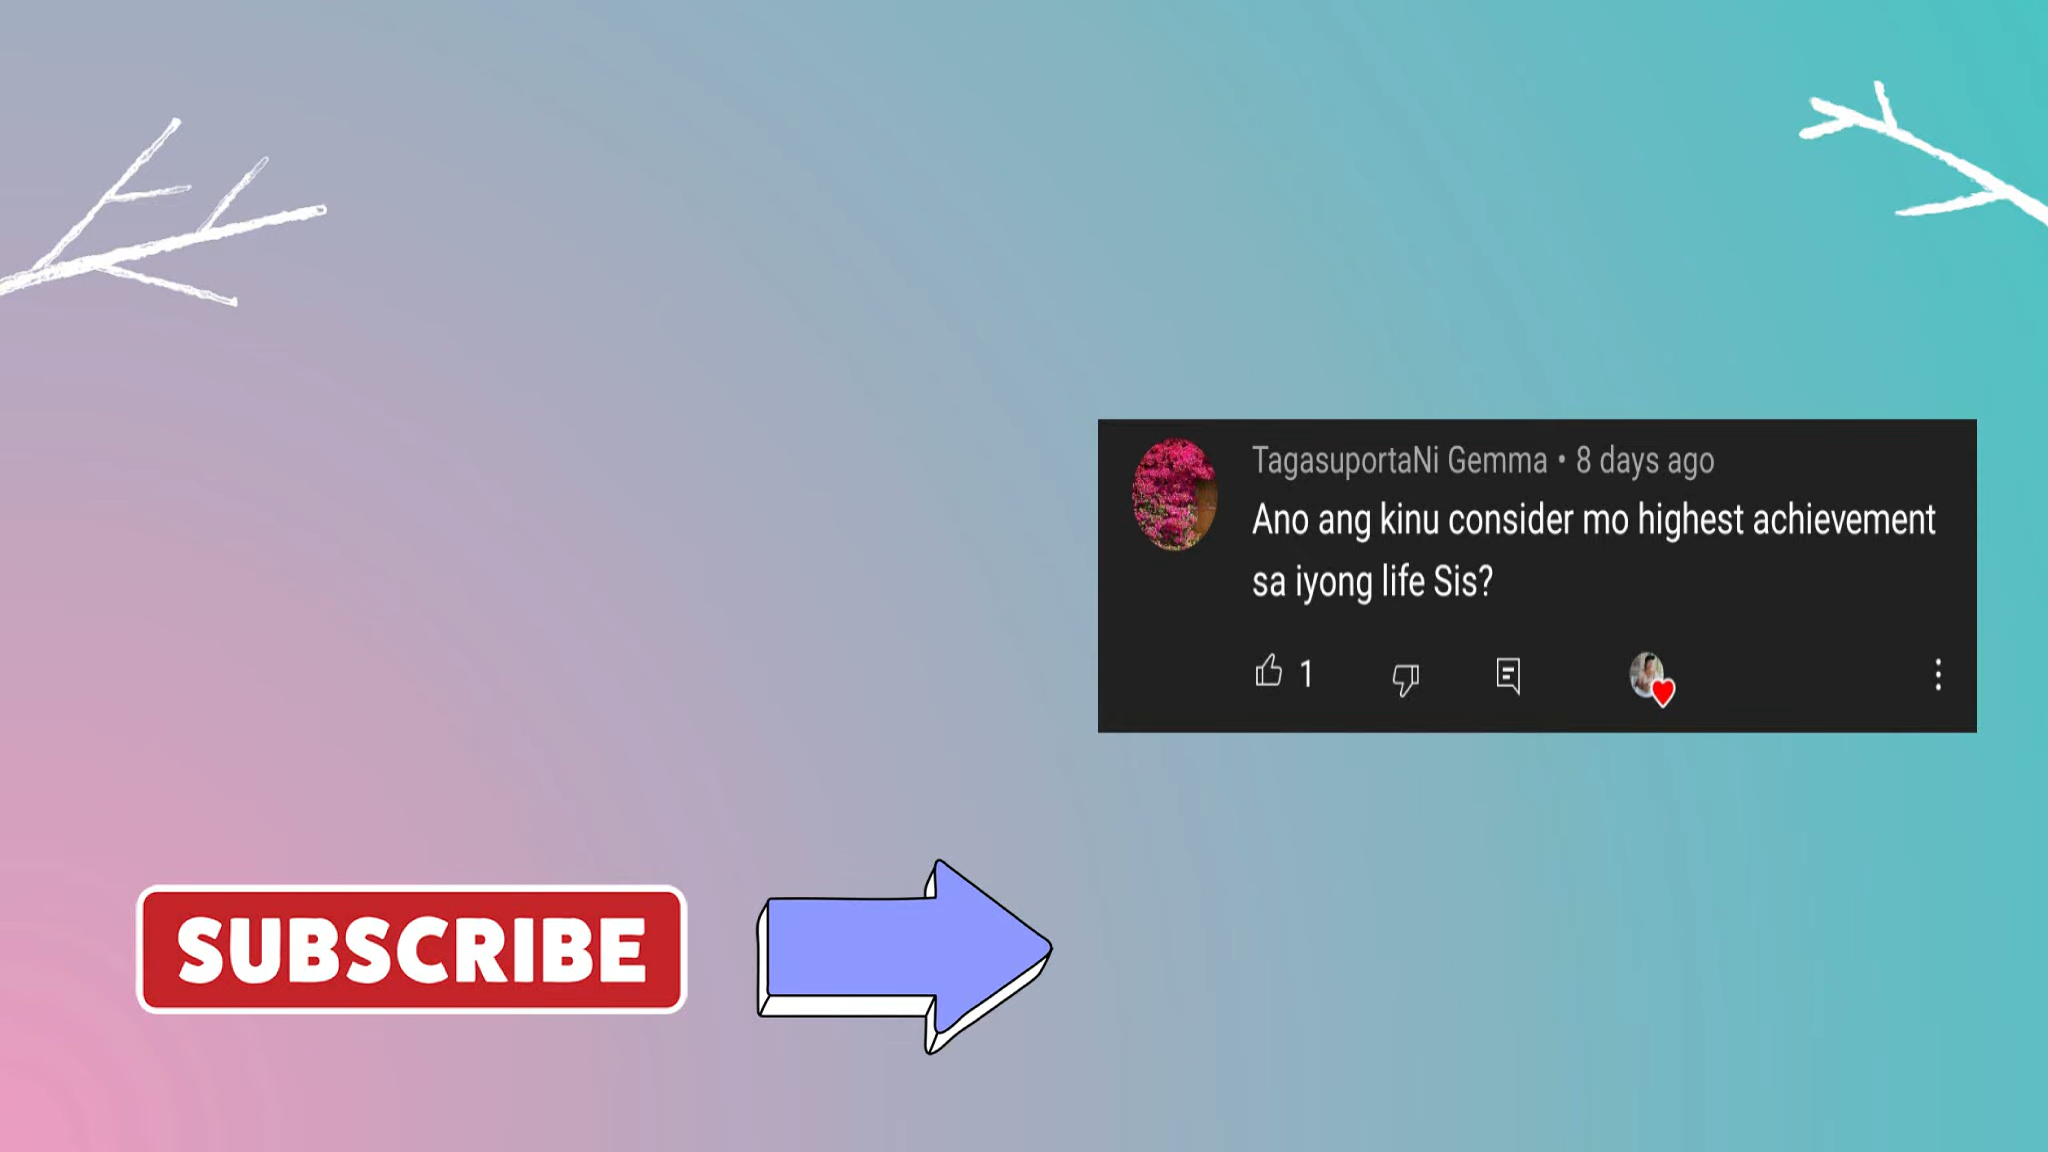 TagasuportaNi Gemma • 8 days ago
Ano ang kinu consider mo highest achievement
sa iyong life Sis?
1
SUBSCRIBE